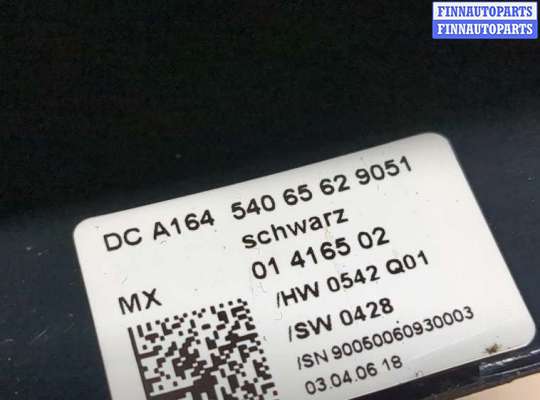 FINNAUTOPARTS
FINNAUTOPARTS
DC A164 540 65 62 9051
schwarz
01 4165 02
MX
/HW 0542 Q01
/SW 0428
/SN 90050060930003
03.04.06 18